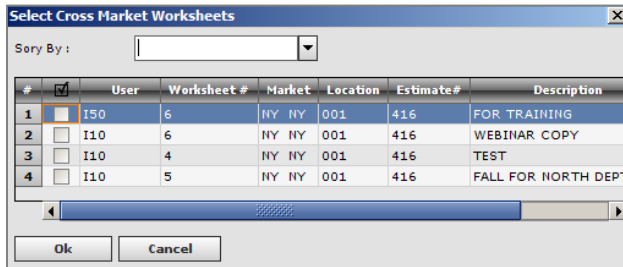 Select Cross Market Worksheets
Sory By :
# User Worksheet # Market Location Estimate# Description
1 I50 6 NY NY 001 416 FOR TRAINING
2 I10 6 NY NY 001 416 WEBINAR COPY
3 I10 4 NY NY 001 416 TEST
4 I10 5 NY NY 001 416 FALL FOR NORTH DEPT
Ok Cancel